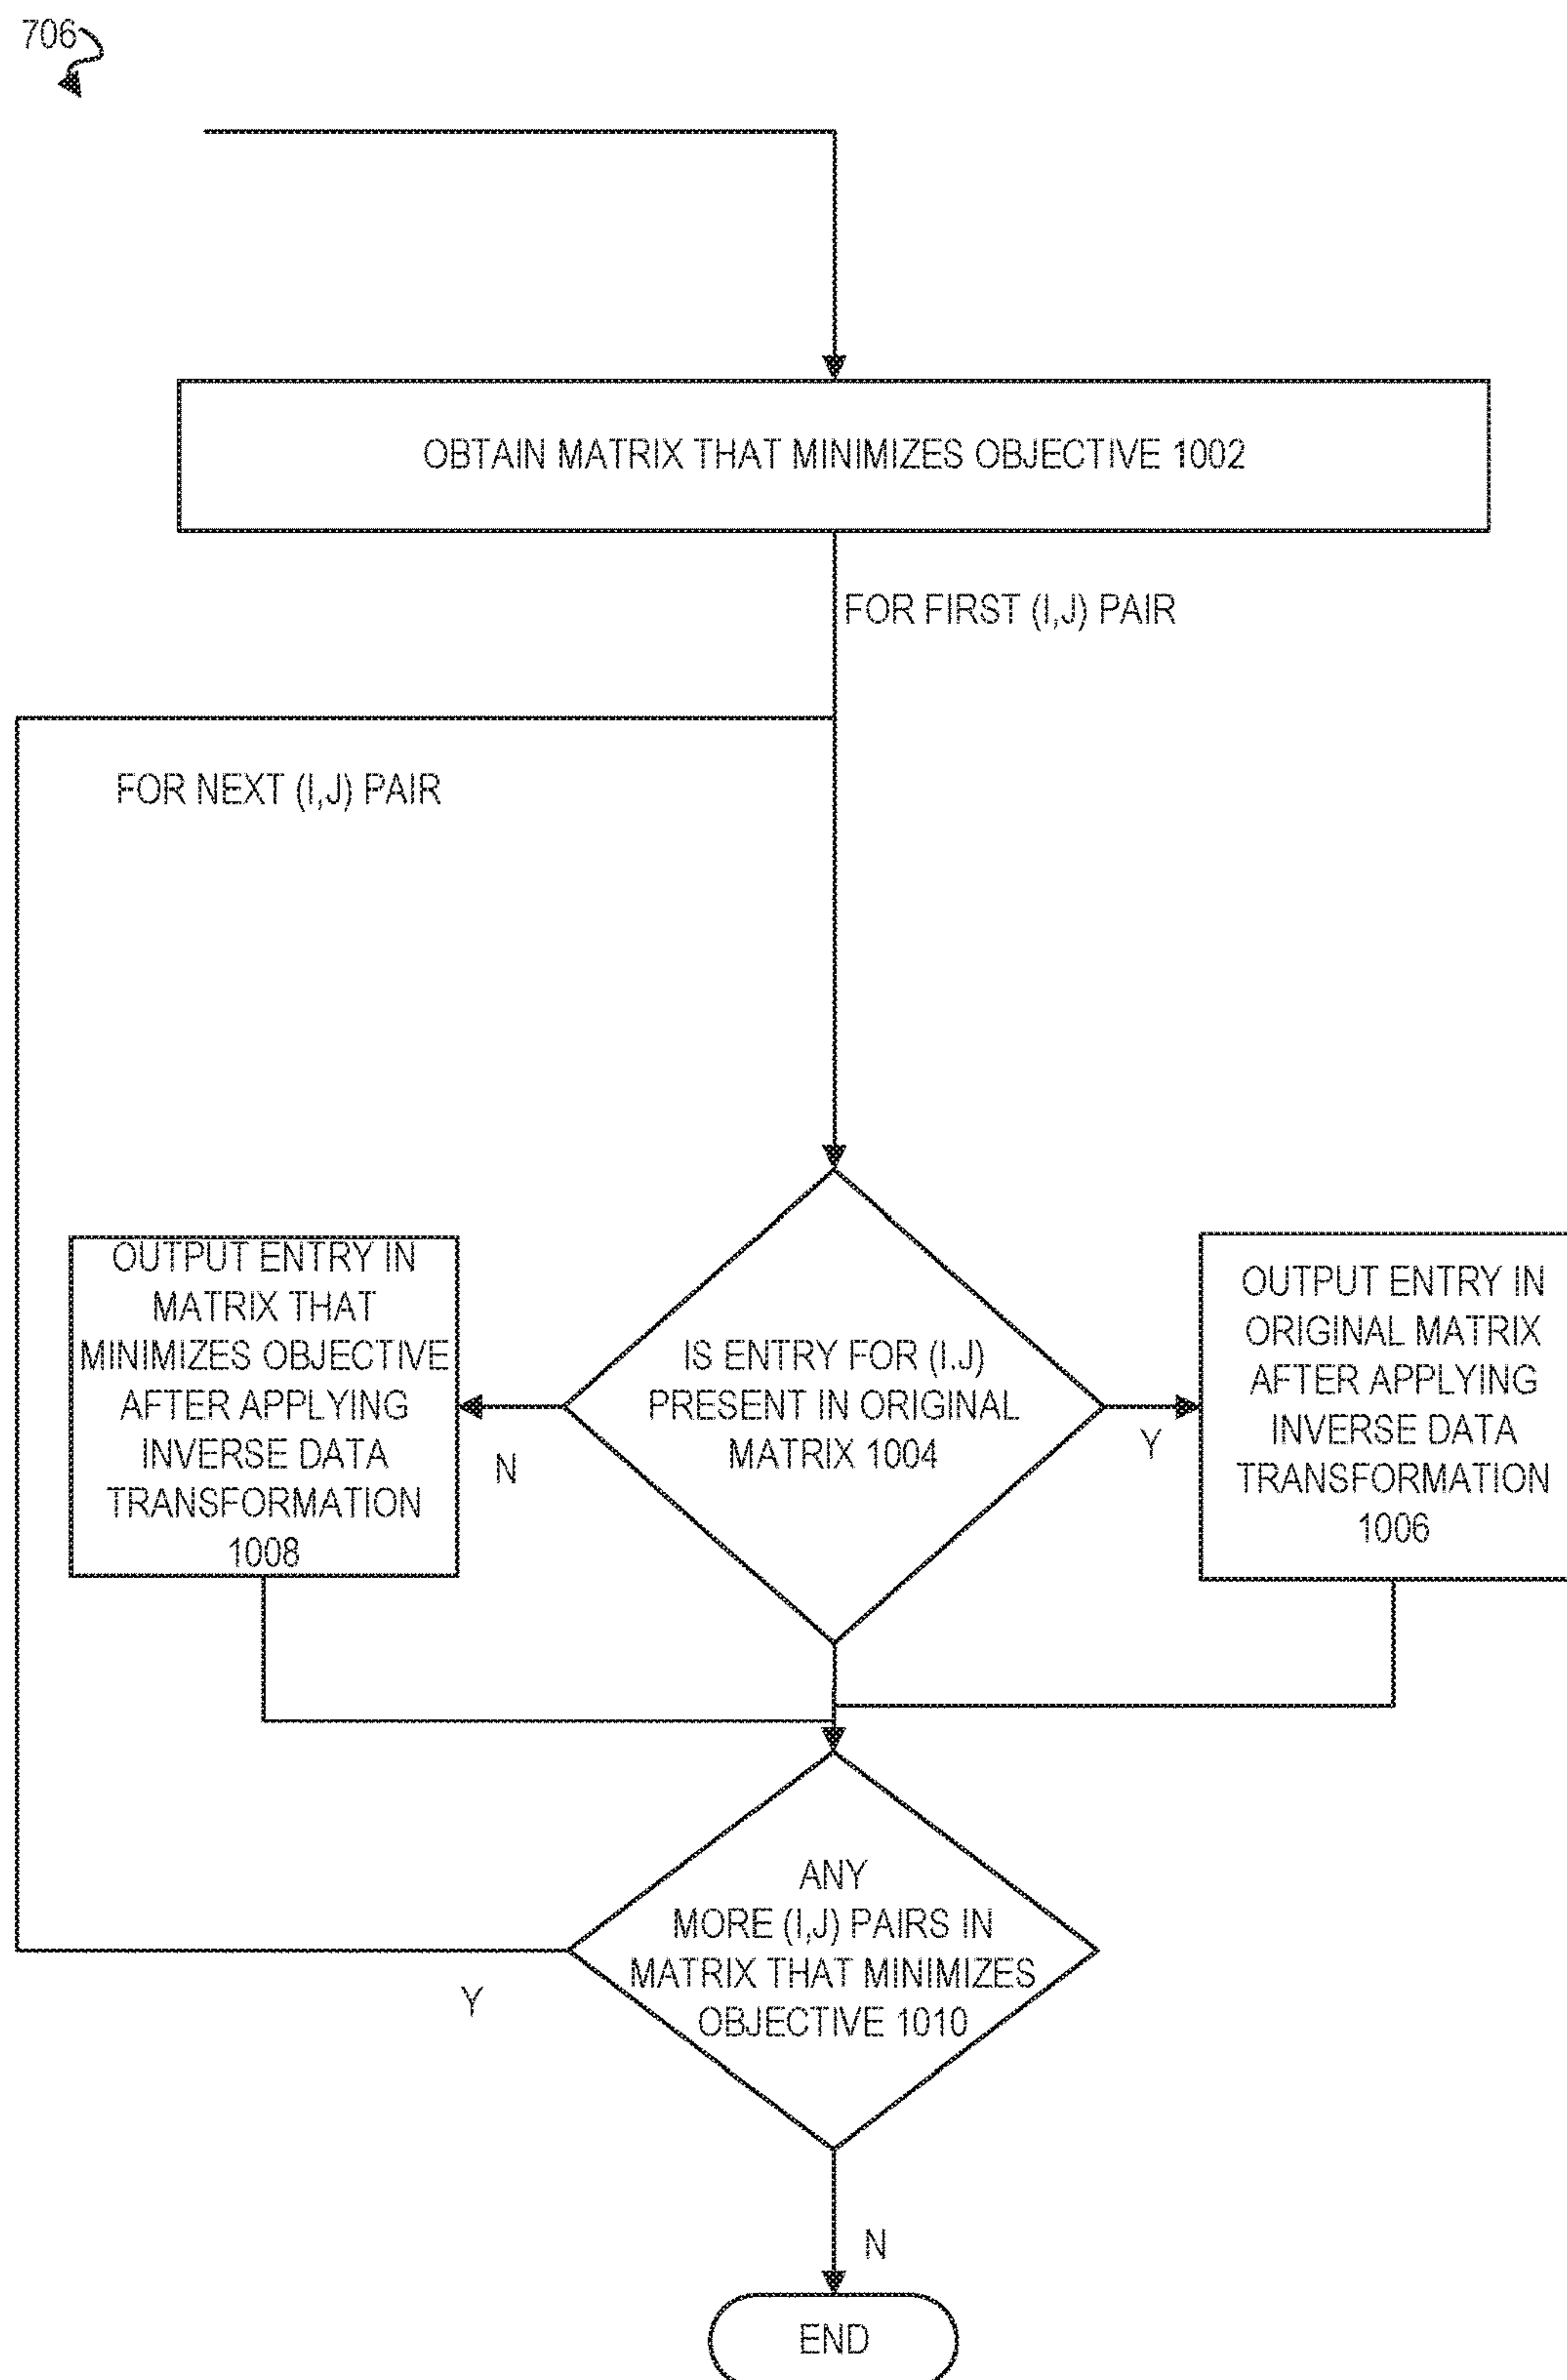 706
OBTAIN MATRIX THAT MINIMIZES OBJECTIVE 1002
FOR FIRST (I,J) PAIR
FOR NEXT (I,J) PAIR
OUTPUT ENTRY IN
MATRIX THAT
MINIMIZES OBJECTIVE
AFTER APPLYING
INVERSE DATA
TRANSFORMATION
1008
N
IS ENTRY FOR (I.J)
PRESENT IN ORIGINAL
MATRIX 1004
Y
OUTPUT ENTRY IN
ORIGINAL MATRIX
AFTER APPLYING
INVERSE DATA
TRANSFORMATION
1006
ANY
MORE (I,J) PAIRS IN
MATRIX THAT MINIMIZES
OBJECTIVE 1010
Y
N
END